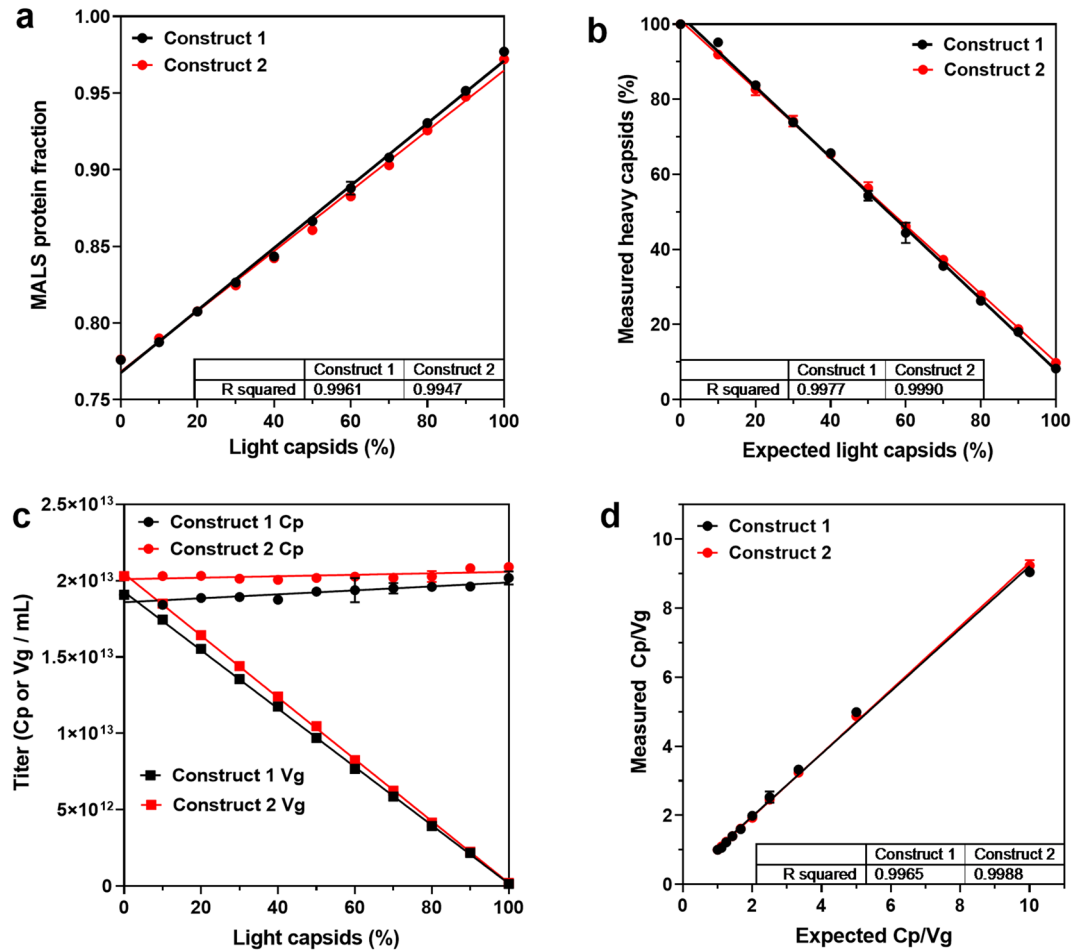 a
MALS protein fraction
1.00
0.95
0.90
0.85
0.80
0.75
Construct 1
Construct 2
Construct 1 Construct 2
R squared 0.9961 0.9947
0 20 40 60 80 100
Light capsids (%)
b
Measured heavy capsids (%)
100
80
60
40
20
0
Construct 1
Construct 2
Construct 1 Construct 2
R squared 0.9977 0.9990
0 20 40 60 80 100
Expected light capsids (%)
c
Titer (Cp or Vg / mL)
2.5×10¹³
2×10¹³
1.5×10¹³
1×10¹³
5×10¹²
0
Construct 1 Cp
Construct 2 Cp
Construct 1 Vg
Construct 2 Vg
0 20 40 60 80 100
Light capsids (%)
d
Measured Cp/Vg
10
8
6
4
2
0
Construct 1
Construct 2
Construct 1 Construct 2
R squared 0.9965 0.9988
0 2 4 6 8 10
Expected Cp/Vg